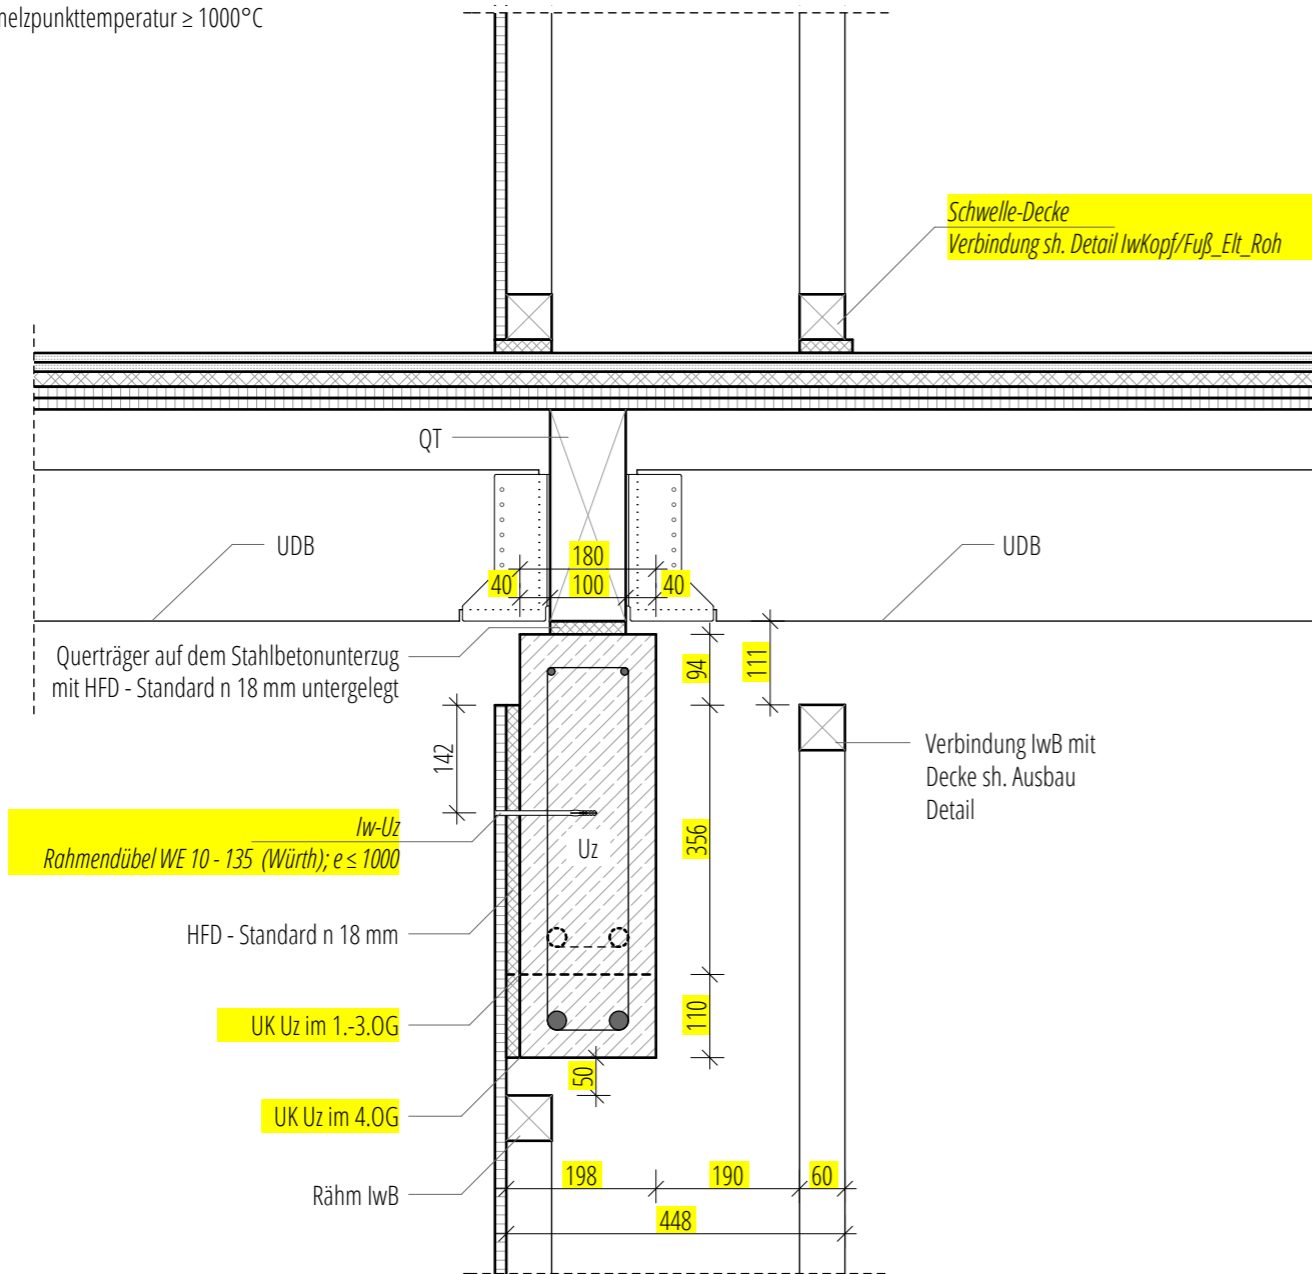 nelzpunkttemperatur ≥ 1000°C
Schwelle-Decke
Verbindung sh. Detail IwKopf/Fuß_Elt_Roh
QT
UDB
UDB
180
40
100
40
Querträger auf dem Stahlbetonunterzug
mit HFD - Standard n 18 mm untergelegt
94
111
142
Verbindung IwB mit
Decke sh. Ausbau
Detail
Iw-Uz
Rahmendübel WE 10 - 135 (Würth); e ≤ 1000
Uz
356
HFD - Standard n 18 mm
UK Uz im 1.-3.OG
110
50
UK Uz im 4.OG
Rähm IwB
198
190
60
448